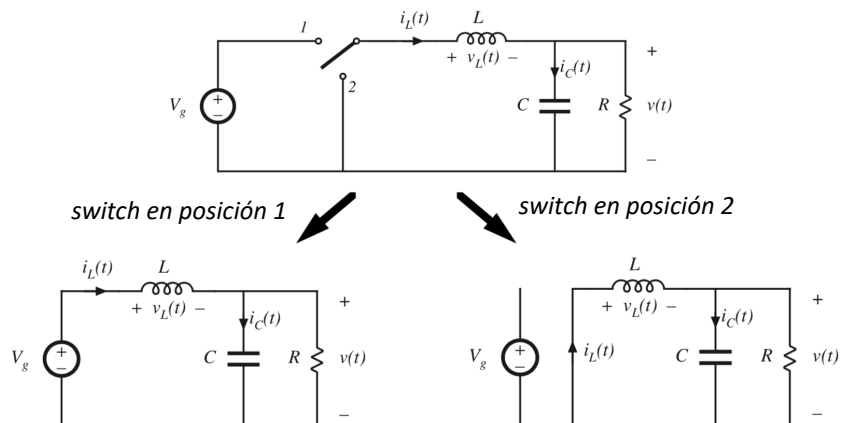 1
i_L(t)
L
+ v_L(t) −
i_C(t)
+
2
V_g
+
−
C
R
v(t)
−
switch en posición 1
switch en posición 2
i_L(t)
L
+ v_L(t) −
i_C(t)
+
V_g
+
−
C
R
v(t)
−
L
+ v_L(t) −
i_C(t)
+
V_g
+
−
i_L(t)
C
R
v(t)
−